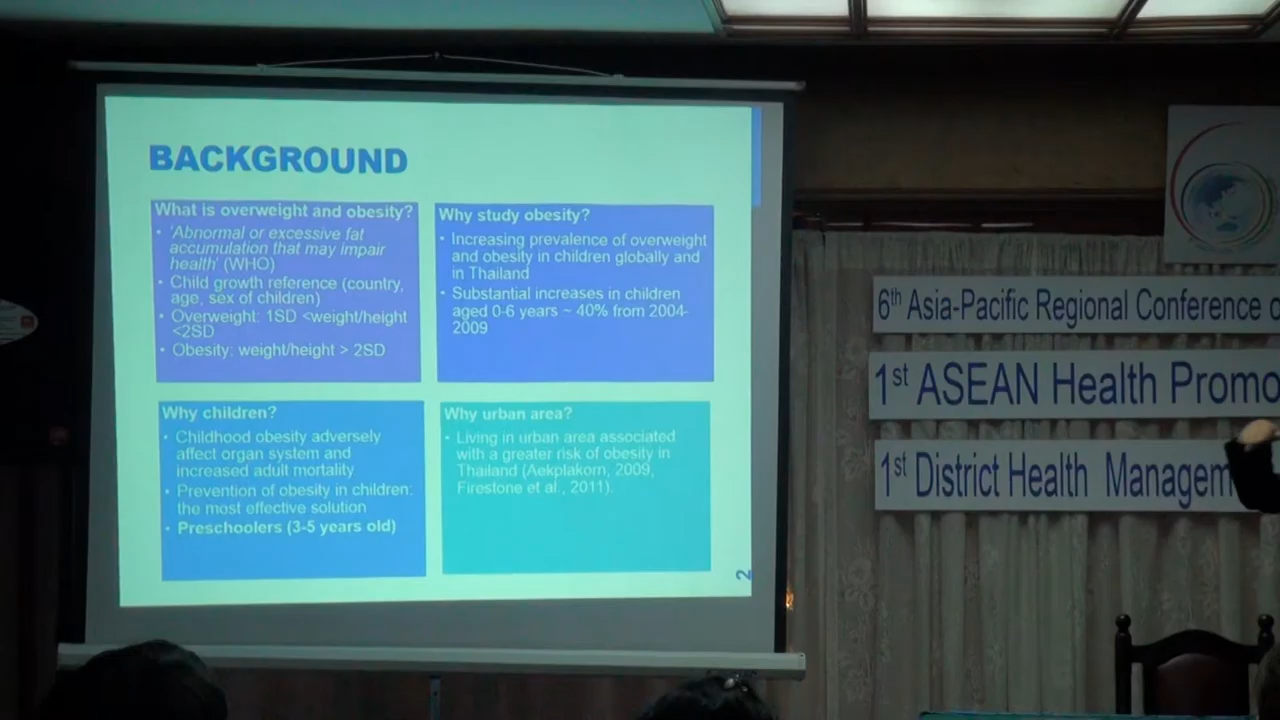 BACKGROUND
What is overweight and obesity?
• 'Abnormal or excessive fat
accumulation that may impair
health' (WHO)
• Child growth reference (country,
age, sex of children)
• Overweight: 1SD <weight/height
<2SD
• Obesity: weight/height > 2SD
Why study obesity?
• Increasing prevalence of overweight
and obesity in children globally and
in Thailand
• Substantial increases in children
aged 0-6 years ~ 40% from 2004-
2009
Why children?
• Childhood obesity adversely
affect organ system and
increased adult mortality
• Prevention of obesity in children:
the most effective solution
• Preschoolers (3-5 years old)
Why urban area?
• Living in urban area associated
with a greater risk of obesity in
Thailand (Aekplakorn, 2009,
Firestone et al., 2011).
2
6th Asia-Pacific Regional Conference
1st ASEAN Health Promo
1st District Health Managem